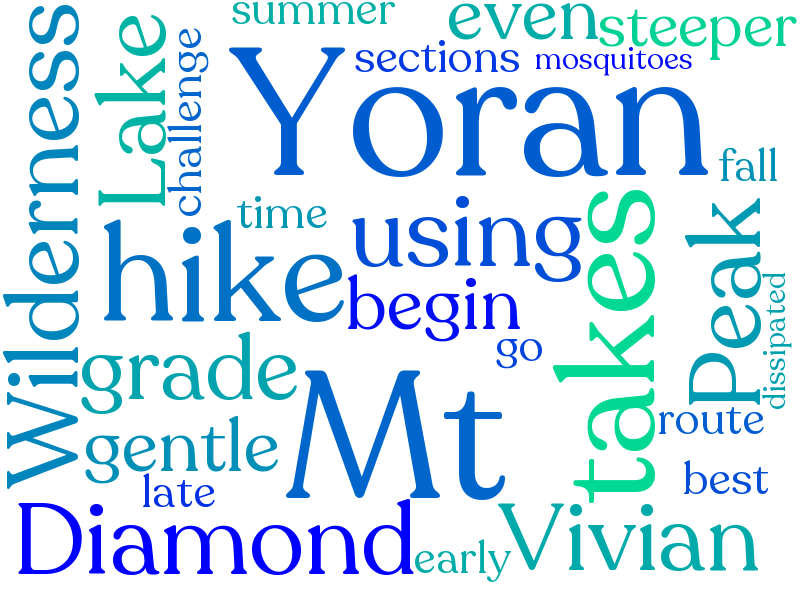 summer
even
steeper
Wilderness
Lake
challenge
Yoran
sections
mosquitoes
fall
time
using
takes
Peak
dissipated
hike
begin
go
grade
Mt
route
gentle
late
best
Diamond
early
Vivian